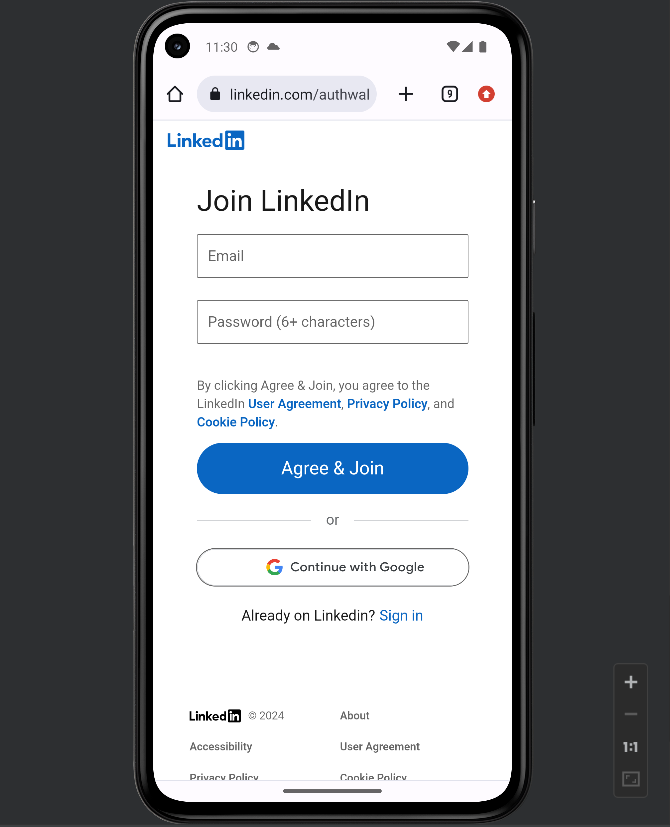 11:30
linkedin.com/authwal
9
LinkedIn
Join LinkedIn
Email
Password (6+ characters)
By clicking Agree & Join, you agree to the
LinkedIn User Agreement, Privacy Policy, and
Cookie Policy.
Agree & Join
or
Continue with Google
Already on Linkedin? Sign in
LinkedIn © 2024
About
Accessibility
User Agreement
Privacy Policy
Cookie Policy
1:1